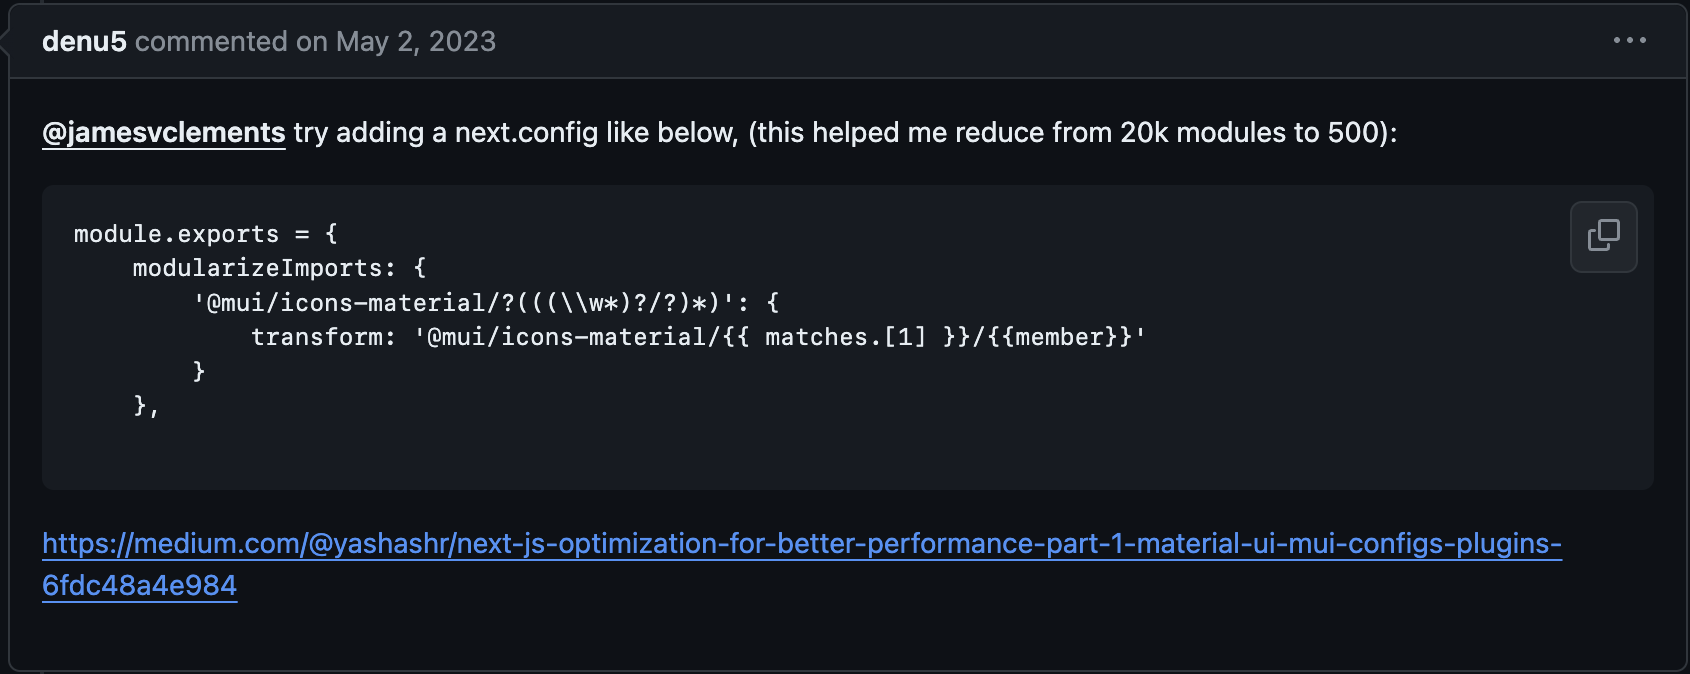 denu5 commented on May 2, 2023
@jamesvclements try adding a next.config like below, (this helped me reduce from 20k modules to 500):
module.exports = {
    modularizeImports: {
        '@mui/icons-material/?(((\\w*)?/?)*)': {
            transform: '@mui/icons-material/{{ matches.[1] }}/{{member}}'
        }
    },
https://medium.com/@yashashr/next-js-optimization-for-better-performance-part-1-material-ui-mui-configs-plugins-
6fdc48a4e984